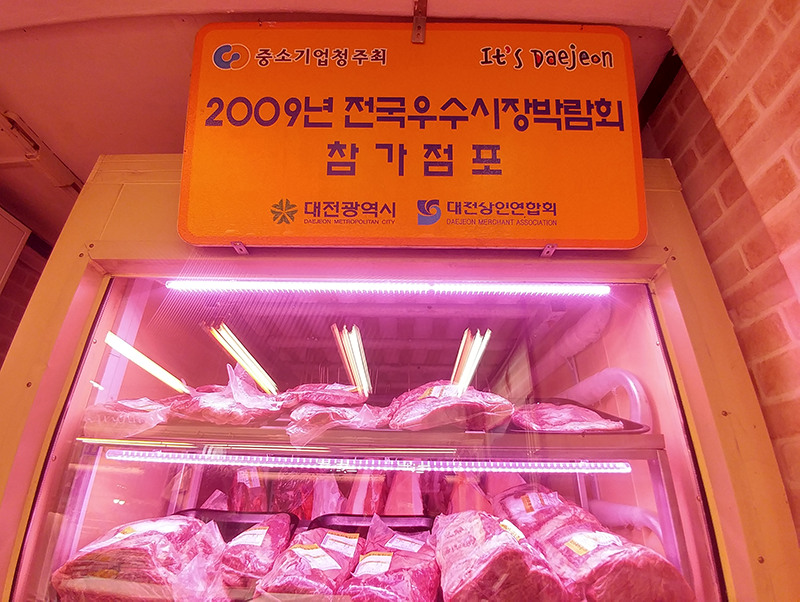 중소기업청주최
It's Daejeon
2009년 전국우수시장박람회
참가점포
대전광역시
DAEJEON METROPOLITAN CITY
대전상인연합회
DAEJEON MERCHANT ASSOCIATION